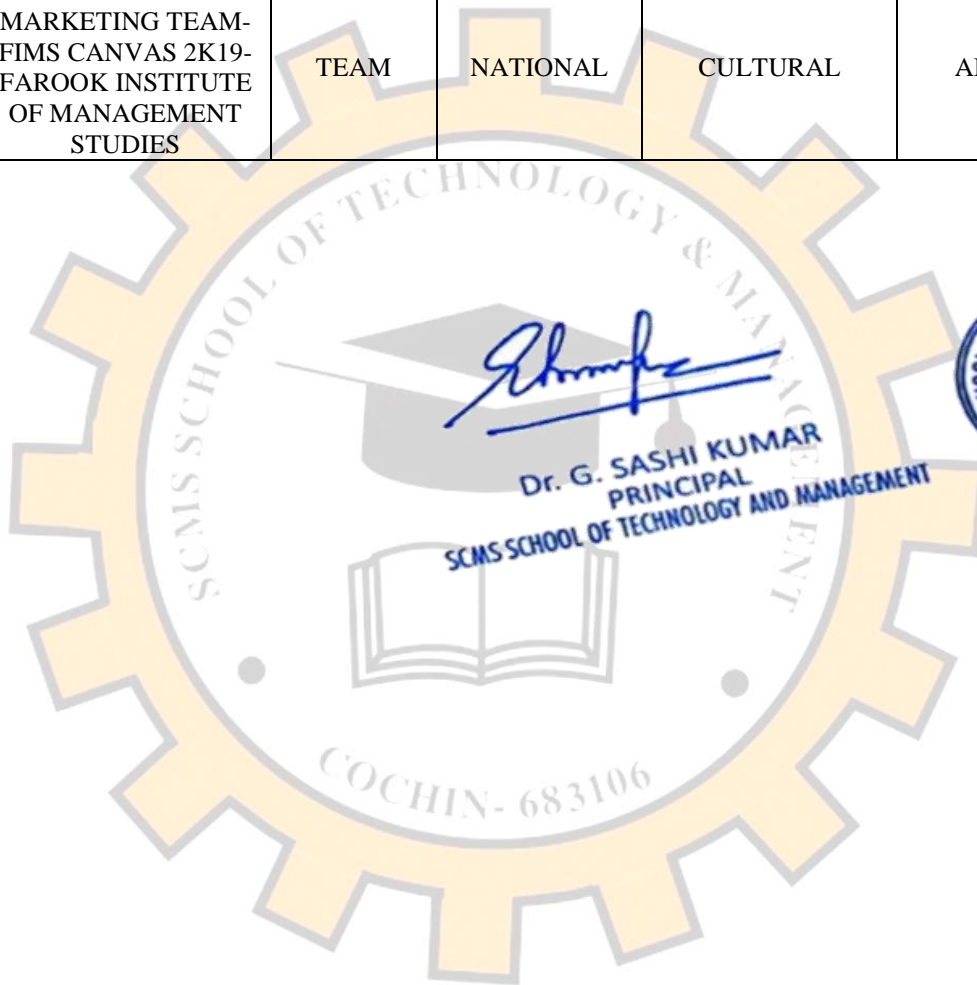 MARKETING TEAM-
FIMS CANVAS 2K19-
FAROOK INSTITUTE
OF MANAGEMENT
STUDIES
TEAM
NATIONAL
CULTURAL
SCMS SCHOOL OF TECHNOLOGY & MANAGEMENT
Dr. G. SASHI KUMAR
PRINCIPAL
SCMS SCHOOL OF TECHNOLOGY AND MANAGEMENT
COCHIN- 683106